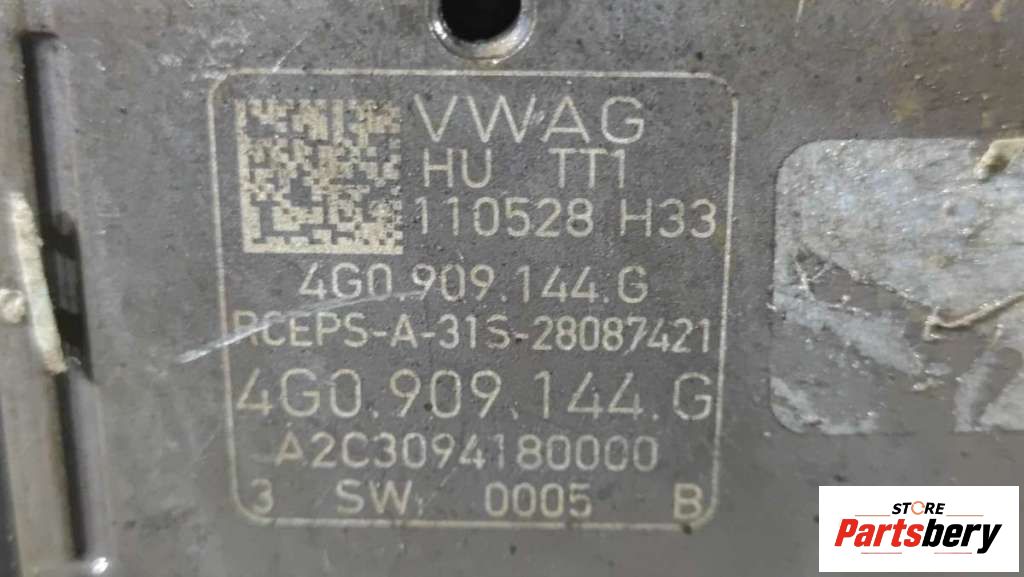 VWAG
HU TT1
110528 H33
4G0.909.144.G
RCEPS-A-31S-28087421
4G0.909.144.G
A2C3094180000
3 SW: 0005 B
STORE
Partsbery